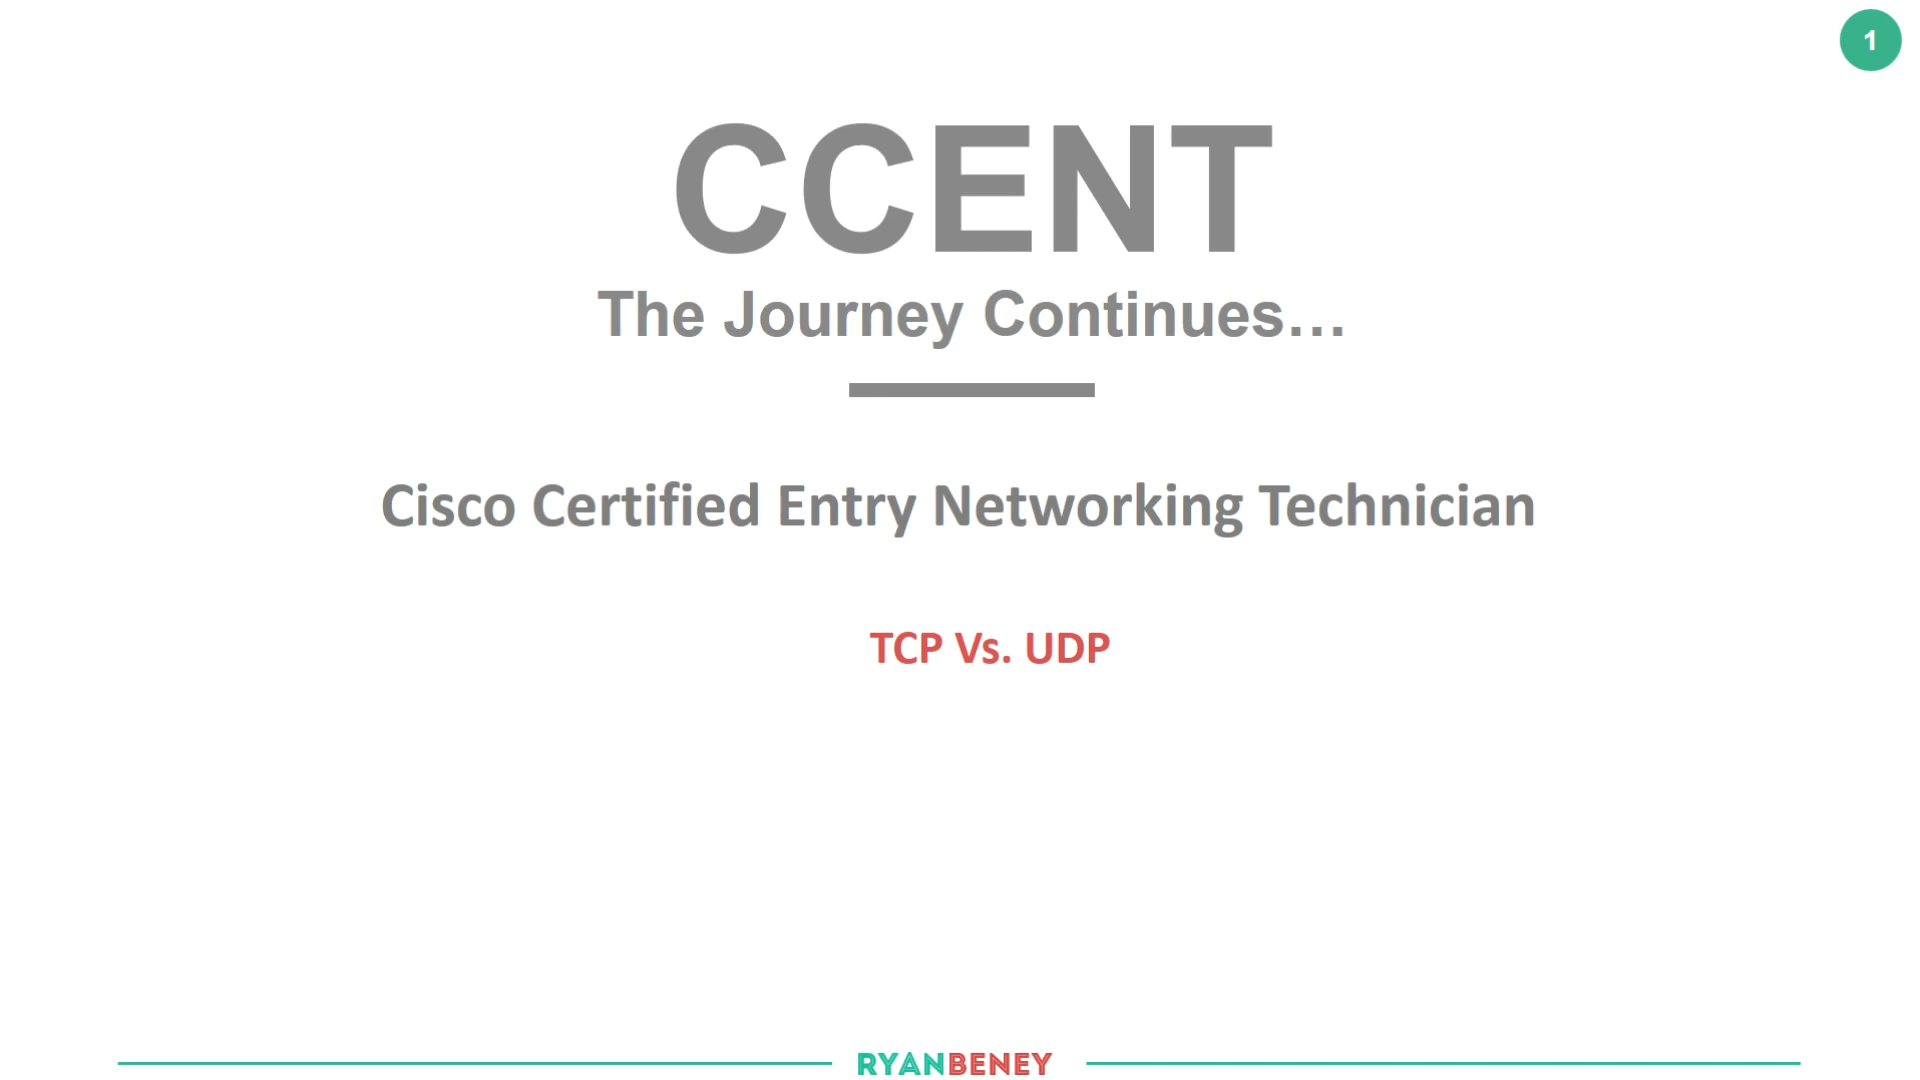 1
CCENT
The Journey Continues...
Cisco Certified Entry Networking Technician
TCP Vs. UDP
RYANBENEY